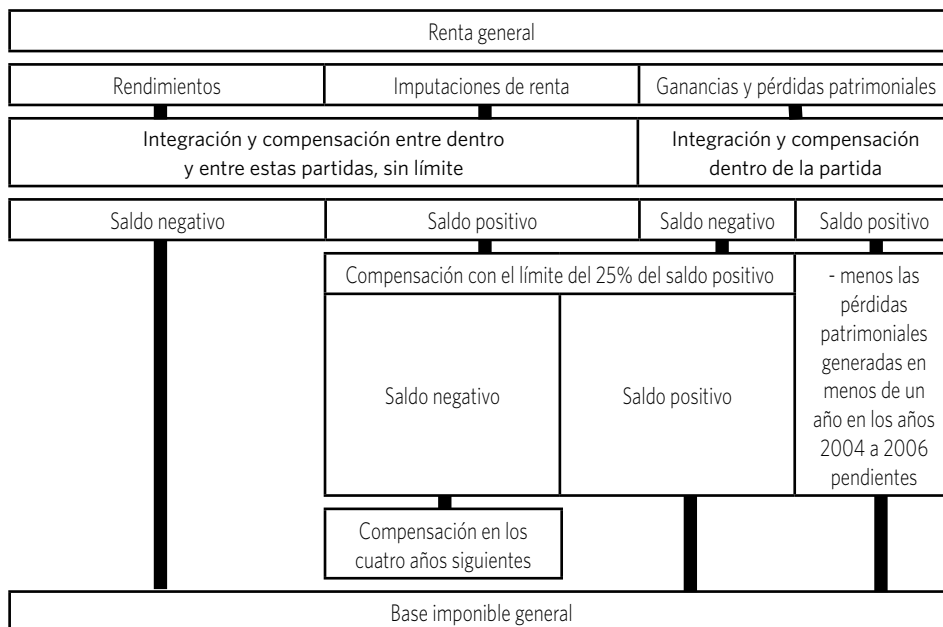 Renta general
Rendimientos
Imputaciones de renta
Ganancias y pérdidas patrimoniales
Integración y compensación entre dentro
y entre estas partidas, sin límite
Integración y compensación
dentro de la partida
Saldo negativo
Saldo positivo
Saldo negativo
Saldo positivo
Compensación con el límite del 25% del saldo positivo
- menos las
pérdidas
patrimoniales
generadas en
menos de un
año en los años
2004 a 2006
pendientes
Saldo negativo
Saldo positivo
Compensación en los
cuatro años siguientes
Base imponible general